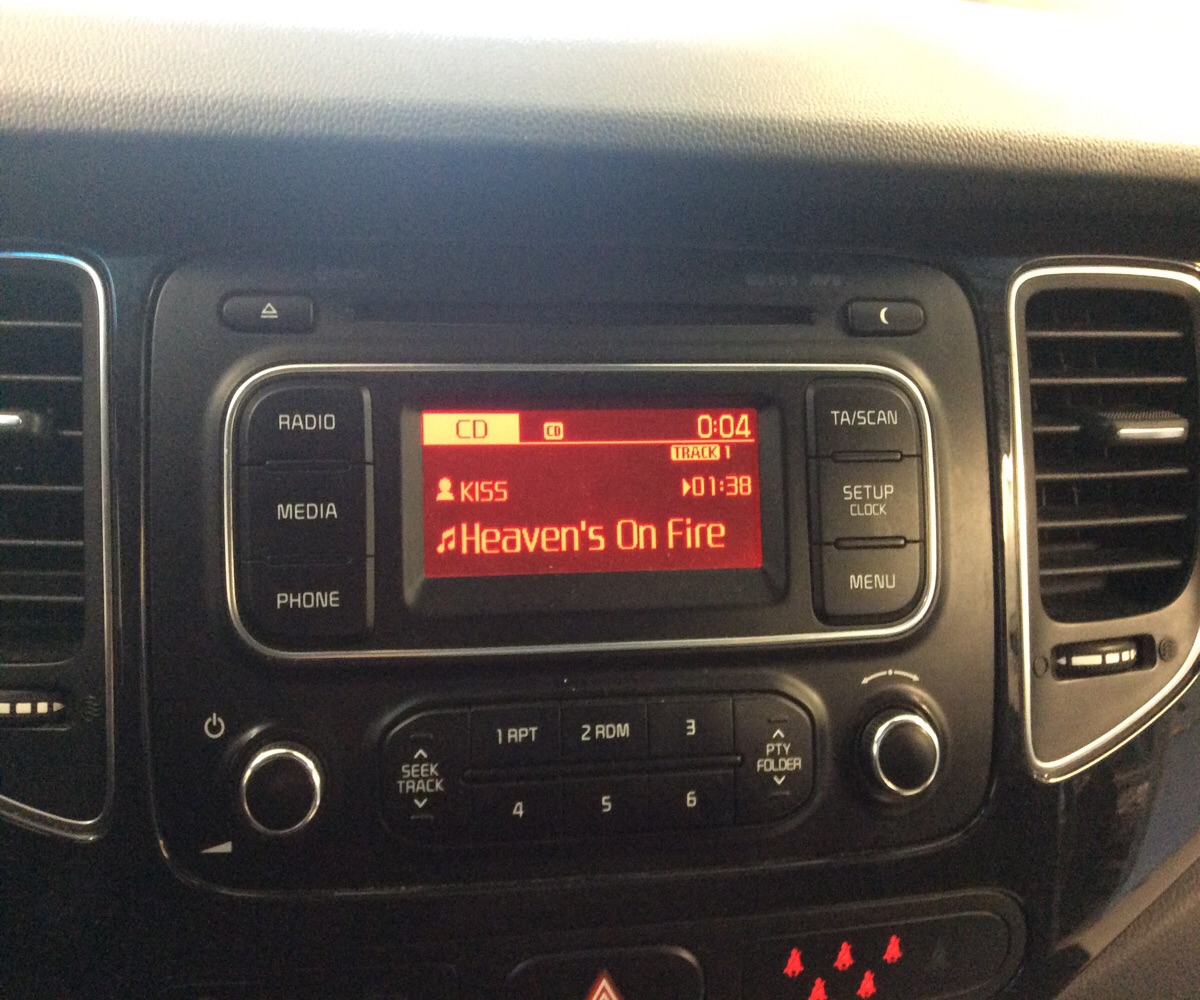 RADIO
MEDIA
PHONE
CD CD 0:04
TRACK 1
KISS 01:38
Heaven's On Fire
TA/SCAN
SETUP
CLOCK
MENU
SEEK
TRACK
1 RPT 2 RDM 3
4 5 6
PTY
FOLDER